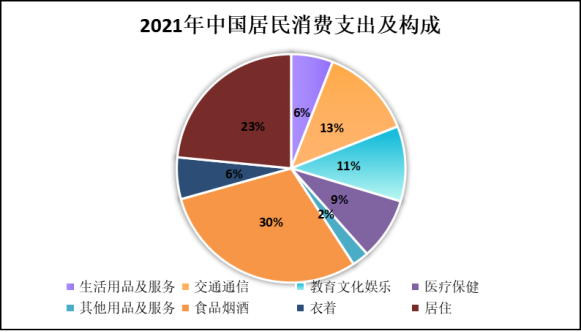 2021年中国居民消费支出及构成
6%
13%
23%
11%
6%
9%
2%
30%
生活用品及服务 交通通信 教育文化娱乐 医疗保健
其他用品及服务 食品烟酒 衣着 居住